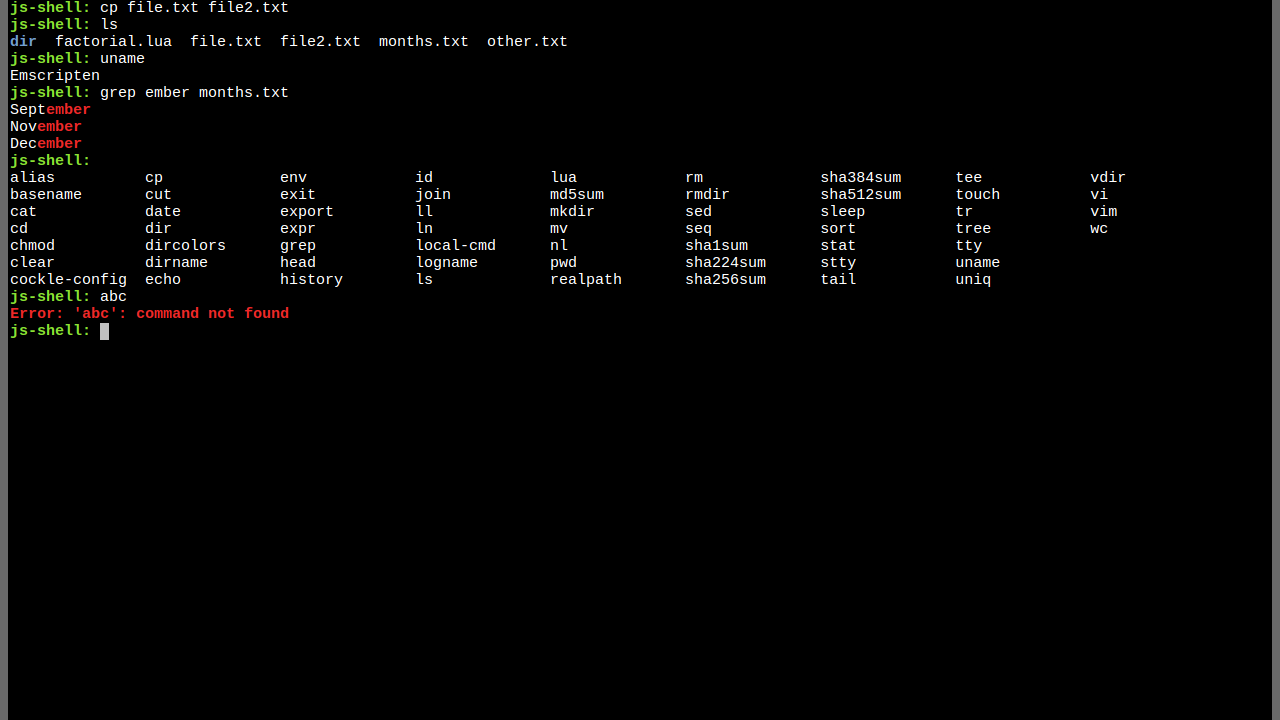 js-shell: cp file.txt file2.txt
js-shell: ls
dir  factorial.lua  file.txt  file2.txt  months.txt  other.txt
js-shell: uname
Emscripten
js-shell: grep ember months.txt
September
November
December
js-shell:
alias          cp             env            id             lua            rm             sha384sum      tee            vdir
basename       cut            exit           join           md5sum         rmdir          sha512sum      touch          vi
cat            date           export         ll             mkdir          sed            sleep          tr             vim
cd             dir            expr           ln             mv             seq            sort           tree           wc
chmod          dircolors      grep           local-cmd      nl             sha1sum        stat           tty
clear          dirname        head           logname        pwd            sha224sum      stty           uname
cockle-config  echo           history        ls             realpath       sha256sum      tail           uniq
js-shell: abc
Error: 'abc': command not found
js-shell: